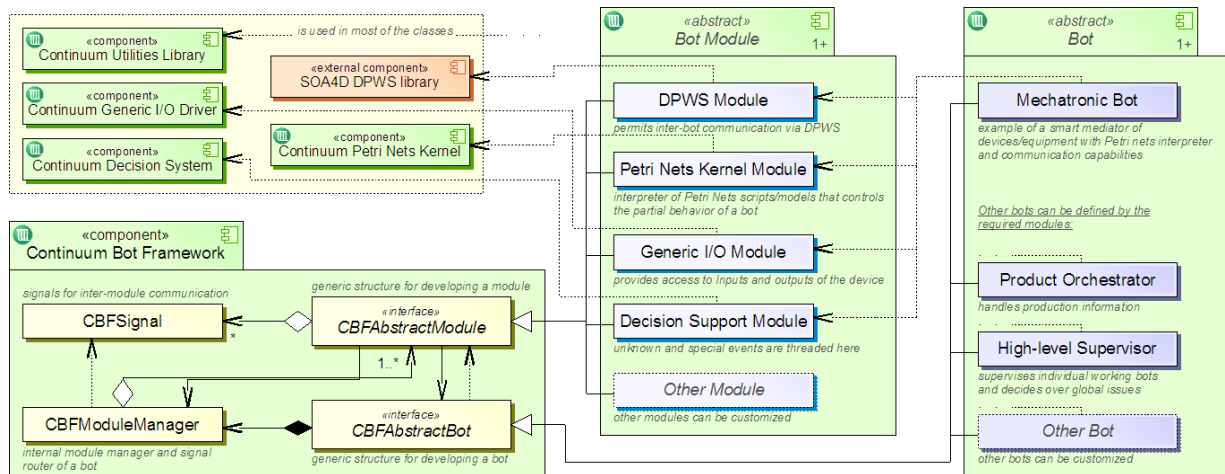 «component»
Continuum Utilities Library
is used in most of the classes
«external component»
SOA4D DPWS library
«component»
Continuum Generic I/O Driver
«component»
Continuum Petri Nets Kernel
«component»
Continuum Decision System
«component»
Continuum Bot Framework
signals for inter-module communication
CBFSignal
*
generic structure for developing a module
«interface»
CBFAbstractModule
1..*
CBFModuleManager
internal module manager and signal
router of a bot
«interface»
CBFAbstractBot
generic structure for developing a bot
«abstract»
Bot Module
1+
DPWS Module
permits inter-bot communication via DPWS
Petri Nets Kernel Module
interpreter of Petri Nets scripts/models that controls
the partial behavior of a bot
Generic I/O Module
provides access to Inputs and outputs of the device
Decision Support Module
unknown and special events are threaded here
Other Module
other modules can be customized
«abstract»
Bot
1+
Mechatronic Bot
example of a smart mediator of
devices/equipment with Petri nets interpreter
and communication capabilities
Other bots can be defined by the
required modules:
Product Orchestrator
handles production information
High-level Supervisor
supervises individual working bots
and decides over global issues
Other Bot
other bots can be customized